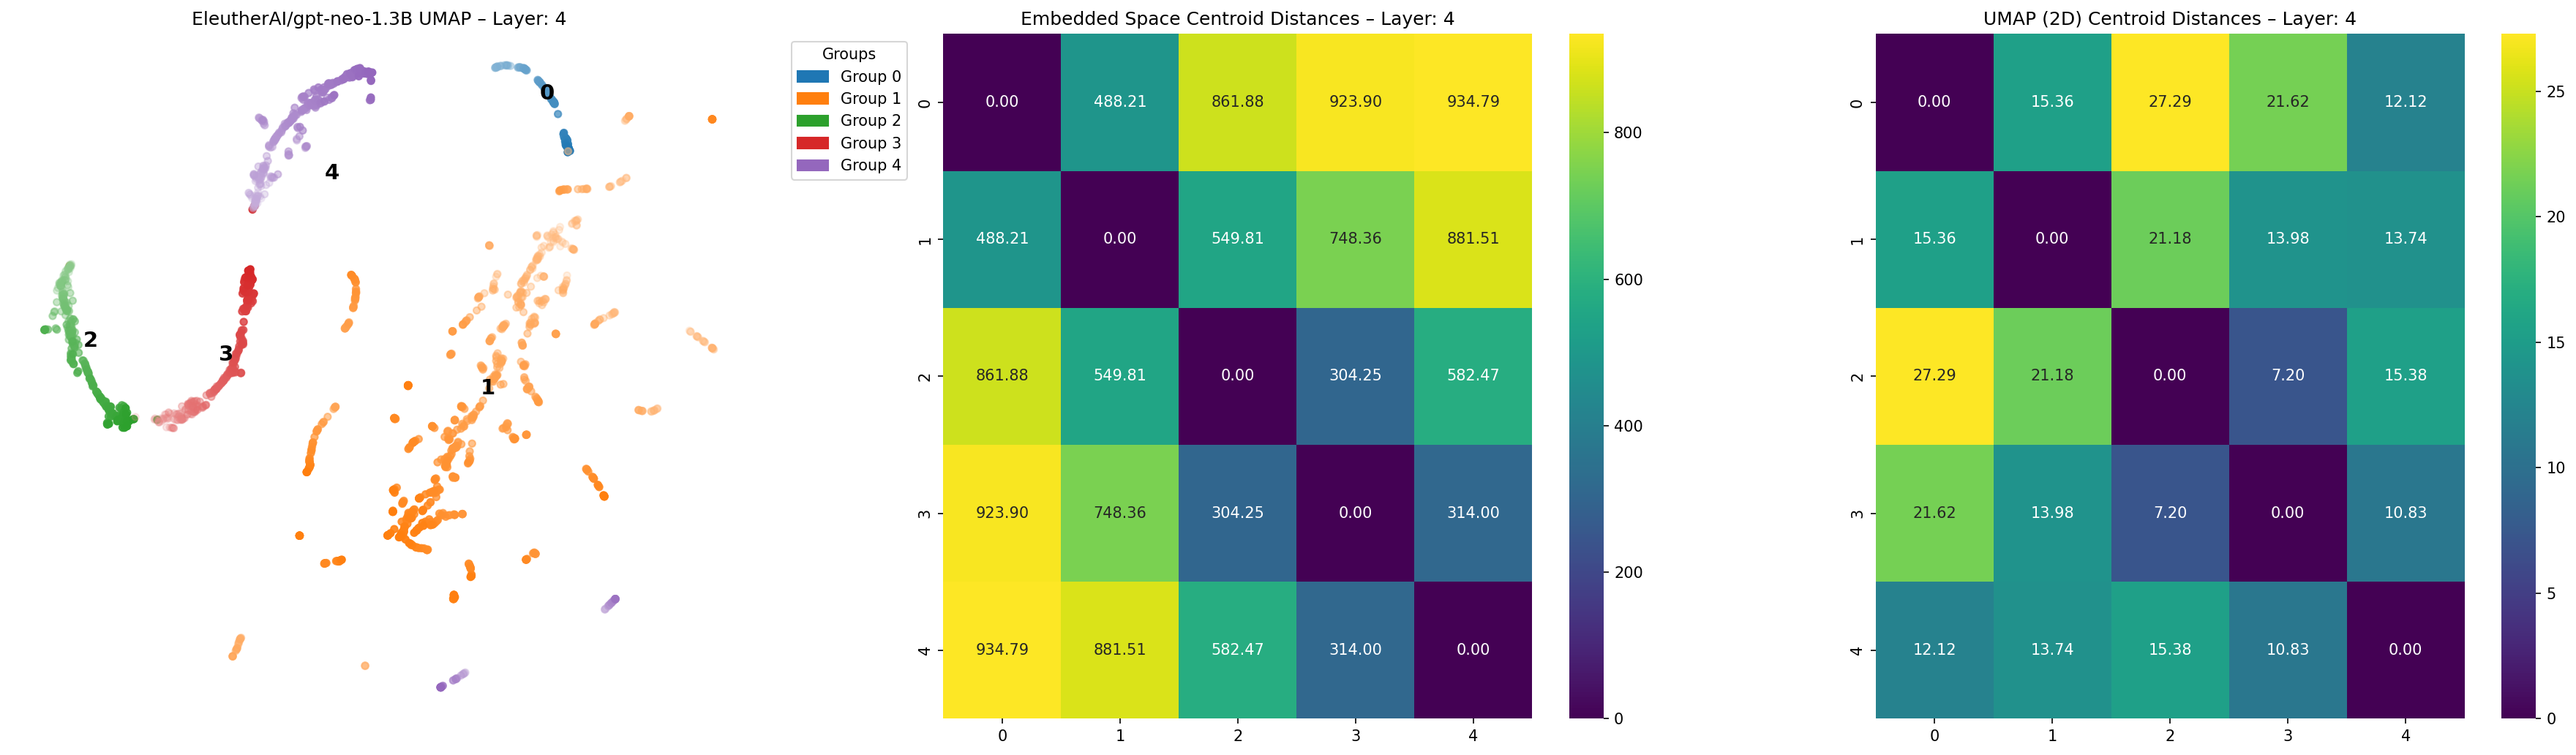 EleutherAI/gpt-neo-1.3B UMAP – Layer: 4
0
4
2
3
1
Groups
Group 0
Group 1
Group 2
Group 3
Group 4
Embedded Space Centroid Distances – Layer: 4
0 0.00 488.21 861.88 923.90 934.79
1 488.21 0.00 549.81 748.36 881.51
2 861.88 549.81 0.00 304.25 582.47
3 923.90 748.36 304.25 0.00 314.00
4 934.79 881.51 582.47 314.00 0.00
0 1 2 3 4
800
600
400
200
0
UMAP (2D) Centroid Distances – Layer: 4
0 0.00 15.36 27.29 21.62 12.12
1 15.36 0.00 21.18 13.98 13.74
2 27.29 21.18 0.00 7.20 15.38
3 21.62 13.98 7.20 0.00 10.83
4 12.12 13.74 15.38 10.83 0.00
0 1 2 3 4
25
20
15
10
5
0